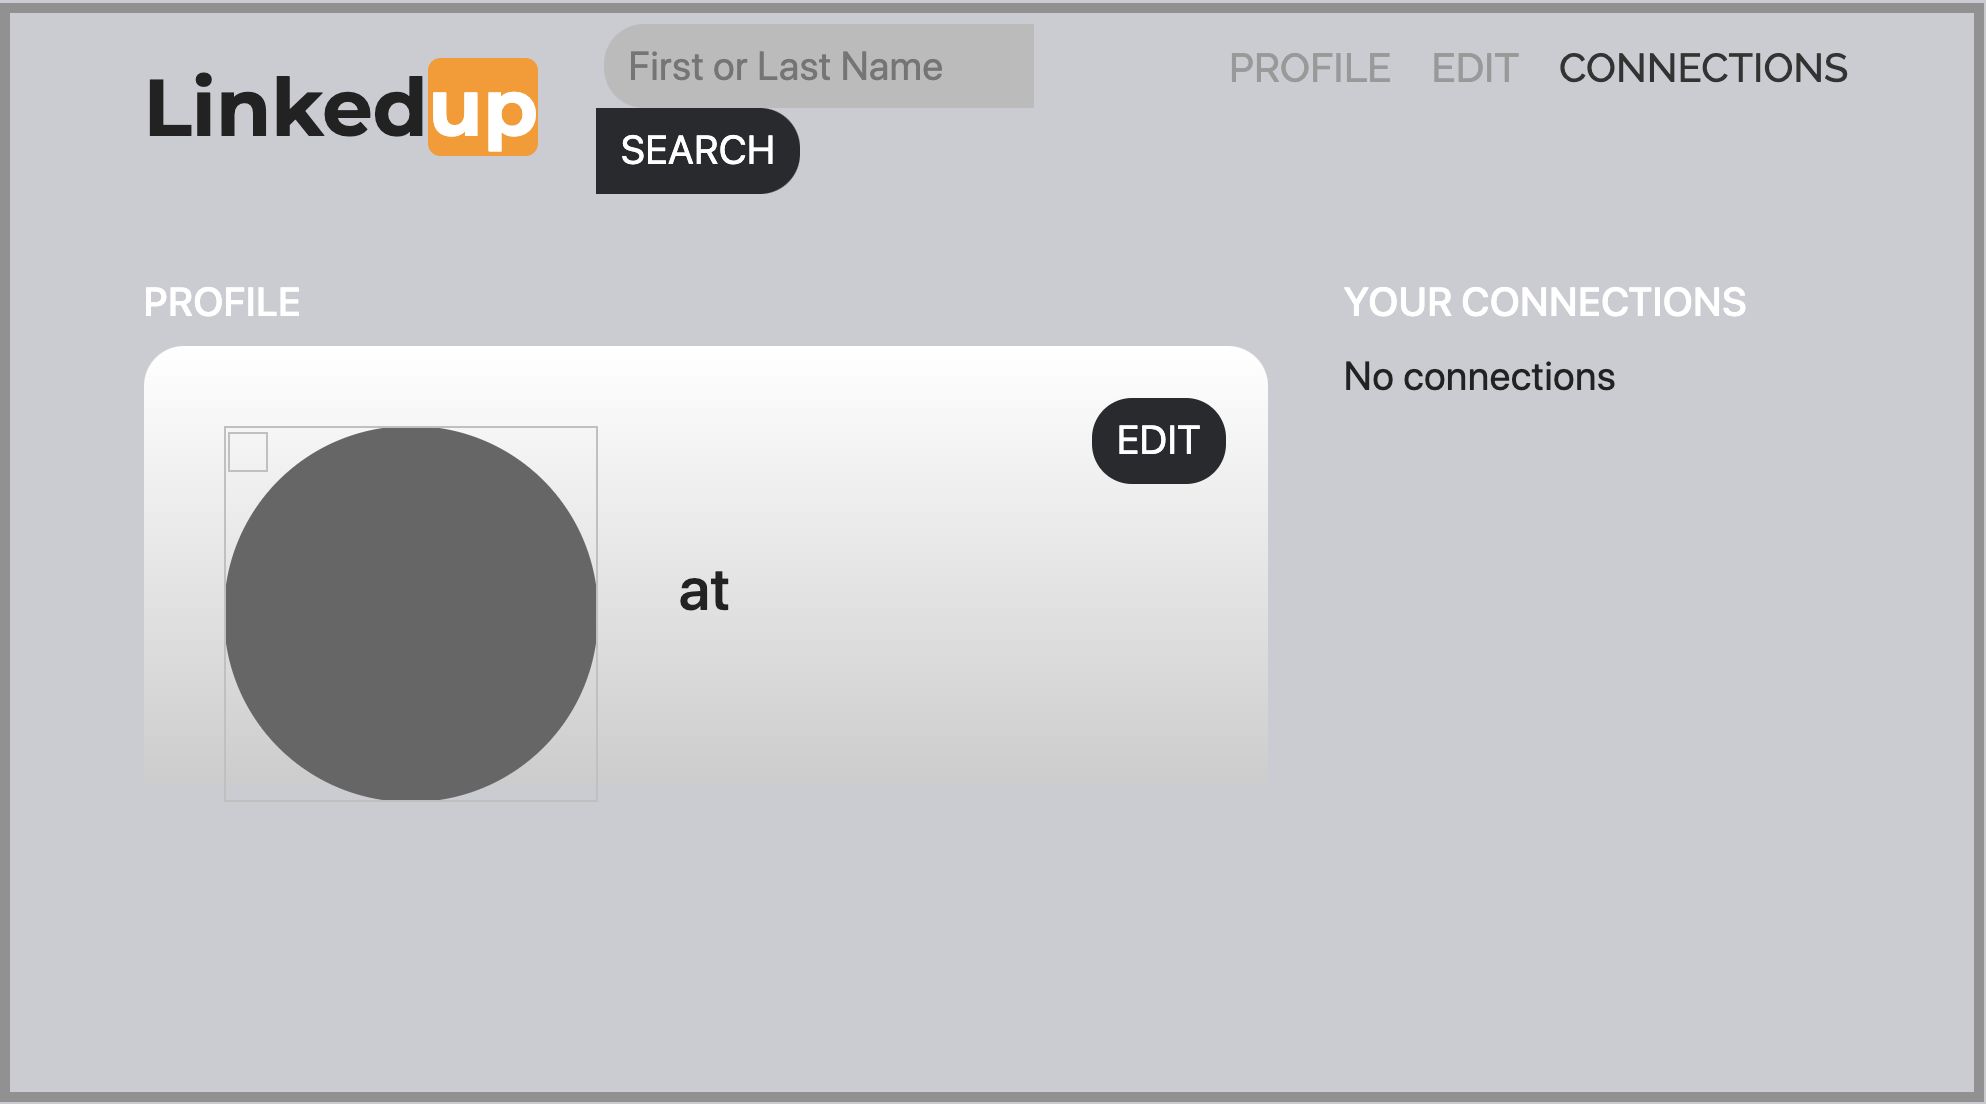 Linkedup
First or Last Name
SEARCH
PROFILE EDIT CONNECTIONS
PROFILE
EDIT
at
YOUR CONNECTIONS
No connections